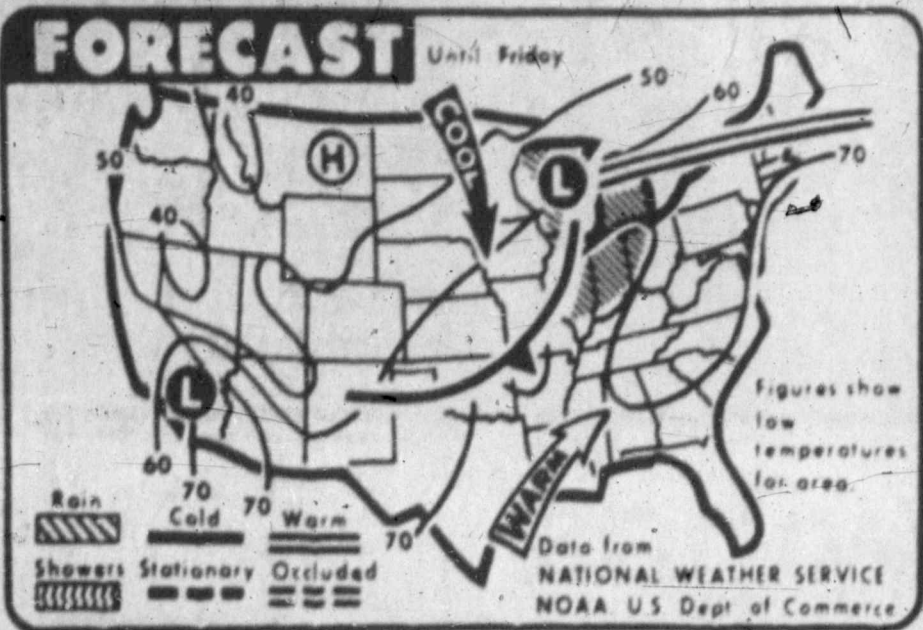 FORECAST
Until Friday
50
40
COOL
60
50
H
L
70
40
L
Figures show
low
temperatures
for area.
60
70
70
WARM
70
Rain
Cold
Warm
Showers
Stationary
Occluded
Data from
NATIONAL WEATHER SERVICE
NOAA U S Dept of Commerce